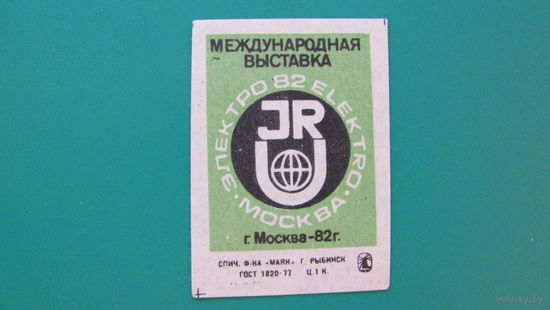 МЕЖДУНАРОДНАЯ
ВЫСТАВКА
ЭЛЕКТРО 82 ELEKTRO
JR
U
· МОСКВА ·
г. Москва-82г.
СПИЧ. Ф-КА «МАЯК» Г. РЫБИНСК
ГОСТ 1820-77 Ц. 1 К.
www.ay.by